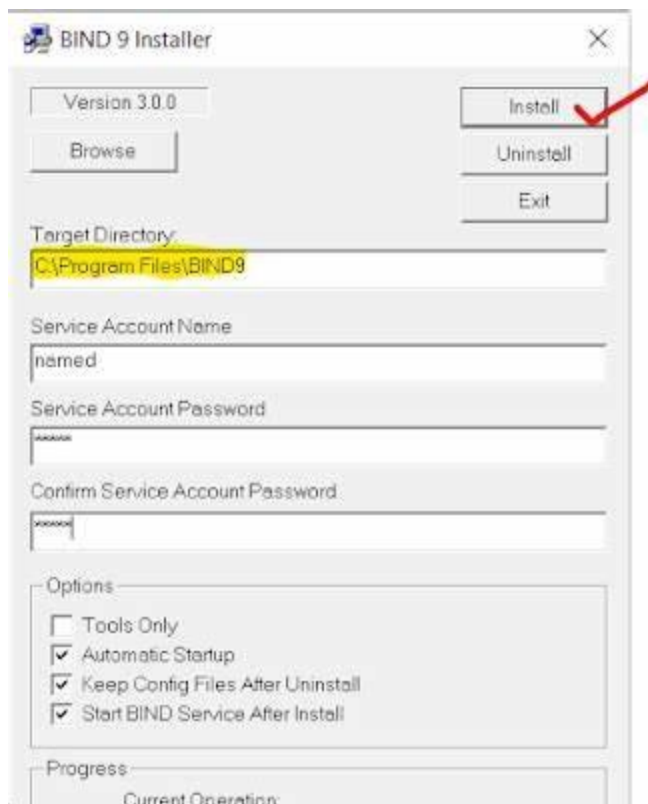 BIND 9 Installer
Version 3.0.0
Install
Browse
Uninstall
Exit
Target Directory:
C:\Program Files\BIND9
Service Account Name
named
Service Account Password
*****
Confirm Service Account Password
*****
Options
Tools Only
Automatic Startup
Keep Config Files After Uninstall
Start BIND Service After Install
Progress
Current Operation: